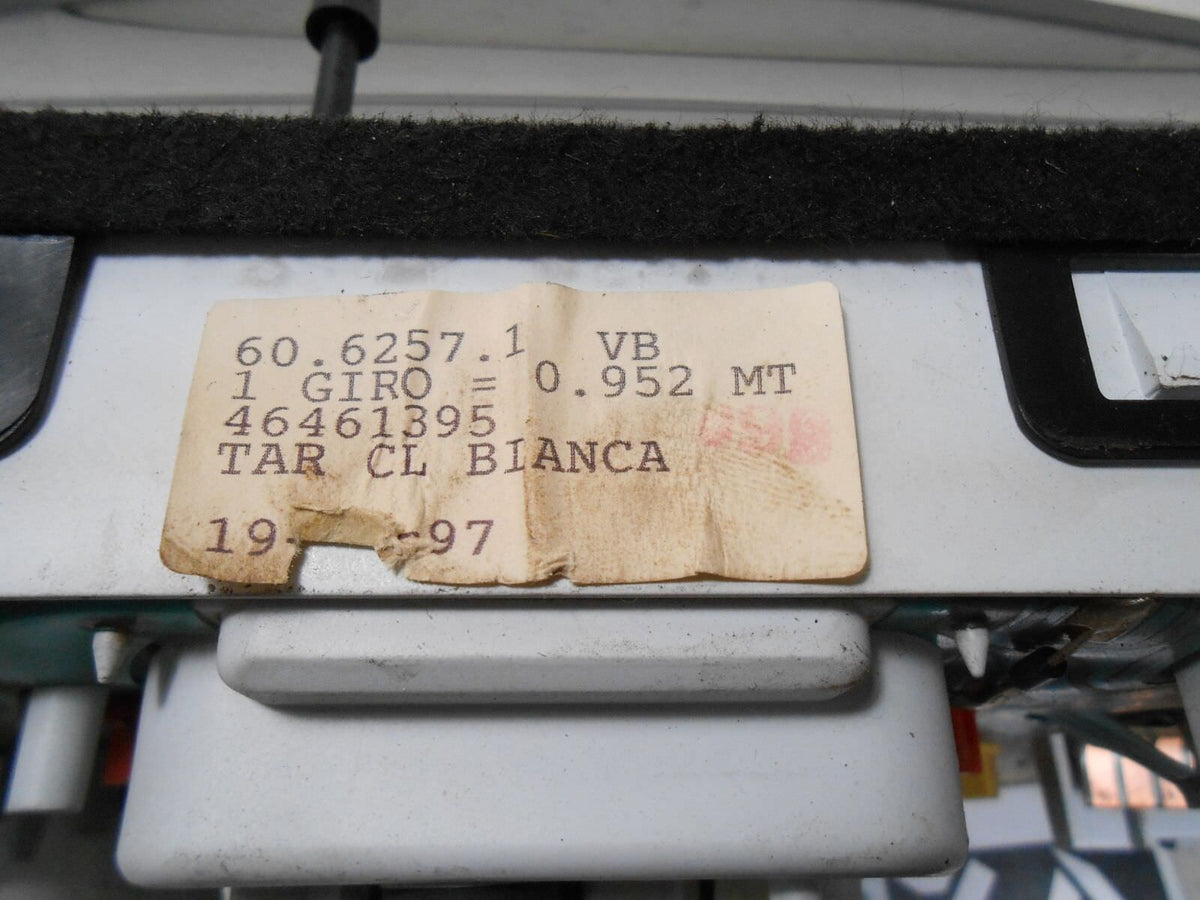 60.6257.1 VB
1 GIRO = 0.952 MT
46461395
TAR CL BIANCA
19- -97